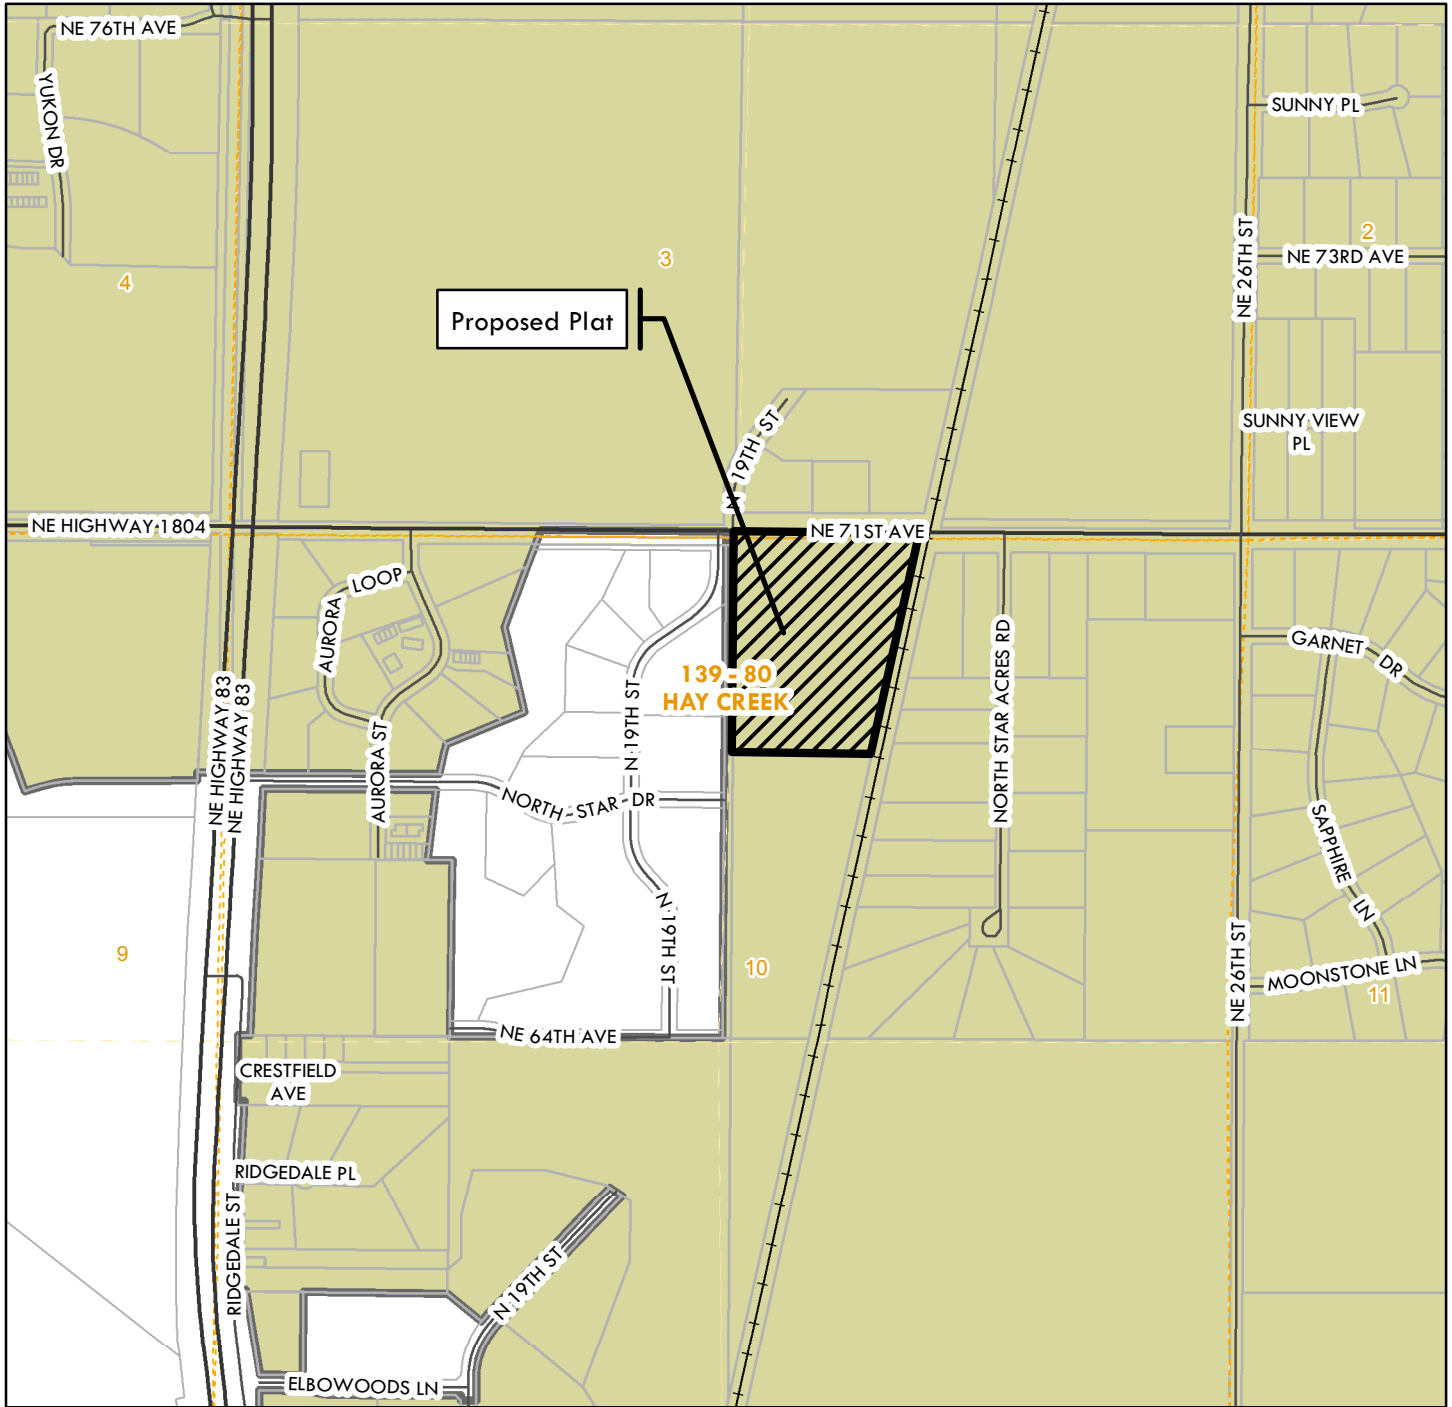 NE 76TH AVE
YUKON DR
SUNNY PL
2
NE 73RD AVE
NE 26TH ST
3
4
Proposed Plat
SUNNY VIEW
PL
N 19TH ST
NE HIGHWAY 1804
NE 71ST AVE
AURORA LOOP
GARNET DR
NORTH STAR ACRES RD
139 - 80
HAY CREEK
N 19TH ST
NE HIGHWAY 83
NE HIGHWAY 83
AURORA ST
NORTH STAR DR
SAPPHIRE LN
N 19TH ST
9
10
NE 26TH ST
MOONSTONE LN
11
NE 64TH AVE
CRESTFIELD
AVE
RIDGEDALE PL
RIDGEDALE ST
N 19TH ST
ELBOWOODS LN